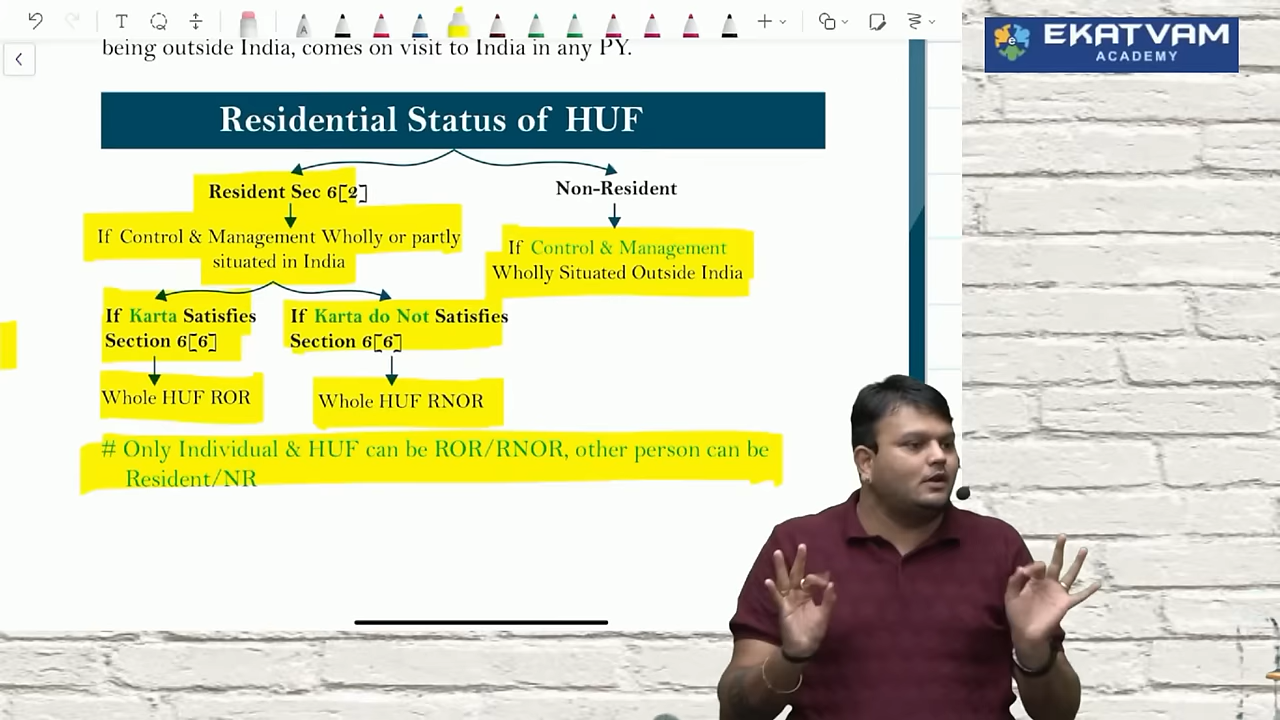 T
A
being outside India, comes on visit to India in any PY.
EKATVAM
ACADEMY
Residential Status of HUF
Resident Sec 6[2]
Non-Resident
If Control & Management Wholly or partly
situated in India
If Control & Management
Wholly Situated Outside India
If Karta Satisfies
Section 6[6]
If Karta do Not Satisfies
Section 6[6]
Whole HUF ROR
Whole HUF RNOR
# Only Individual & HUF can be ROR/RNOR, other person can be
Resident/NR